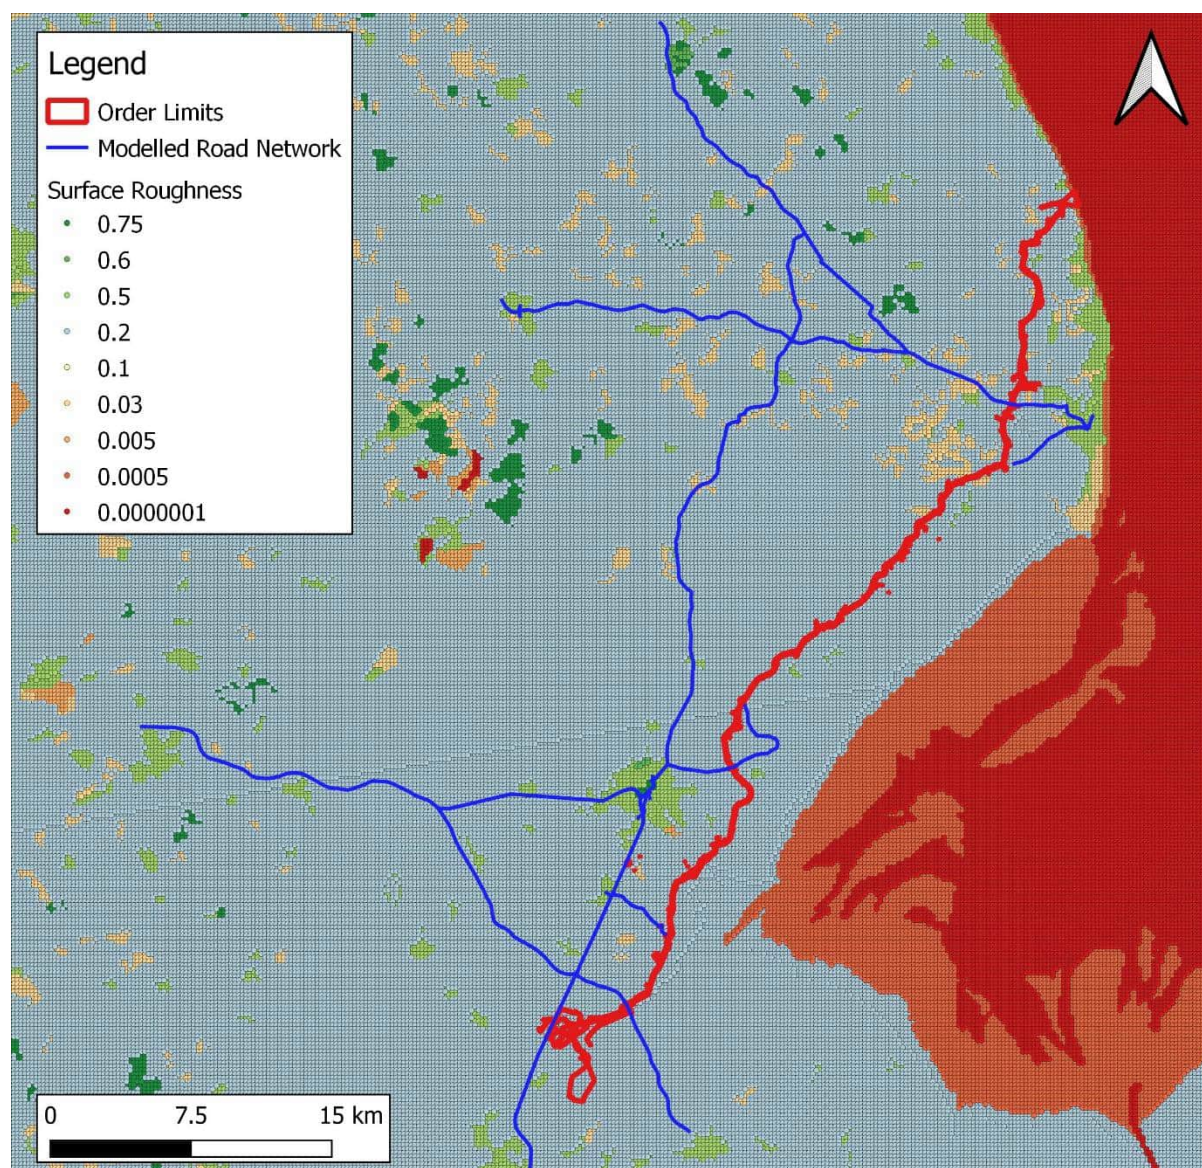 Legend
Order Limits
Modelled Road Network
Surface Roughness
0.75
0.6
0.5
0.2
0.1
0.03
0.005
0.0005
0.0000001
0 7.5 15 km